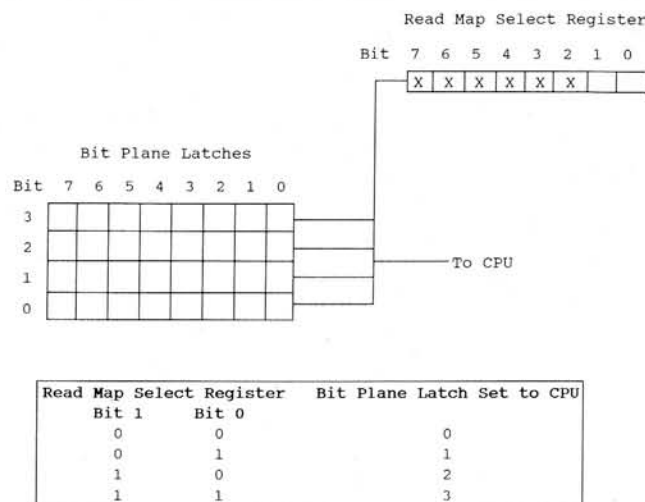 Read Map Select Register
Bit 7 6 5 4 3 2 1 0
X X X X X X
Bit Plane Latches
Bit 7 6 5 4 3 2 1 0
3
2
To CPU
1
0
Read Map Select Register Bit Plane Latch Set to CPU
Bit 1 Bit 0
0 0 0
0 1 1
1 0 2
1 1 3